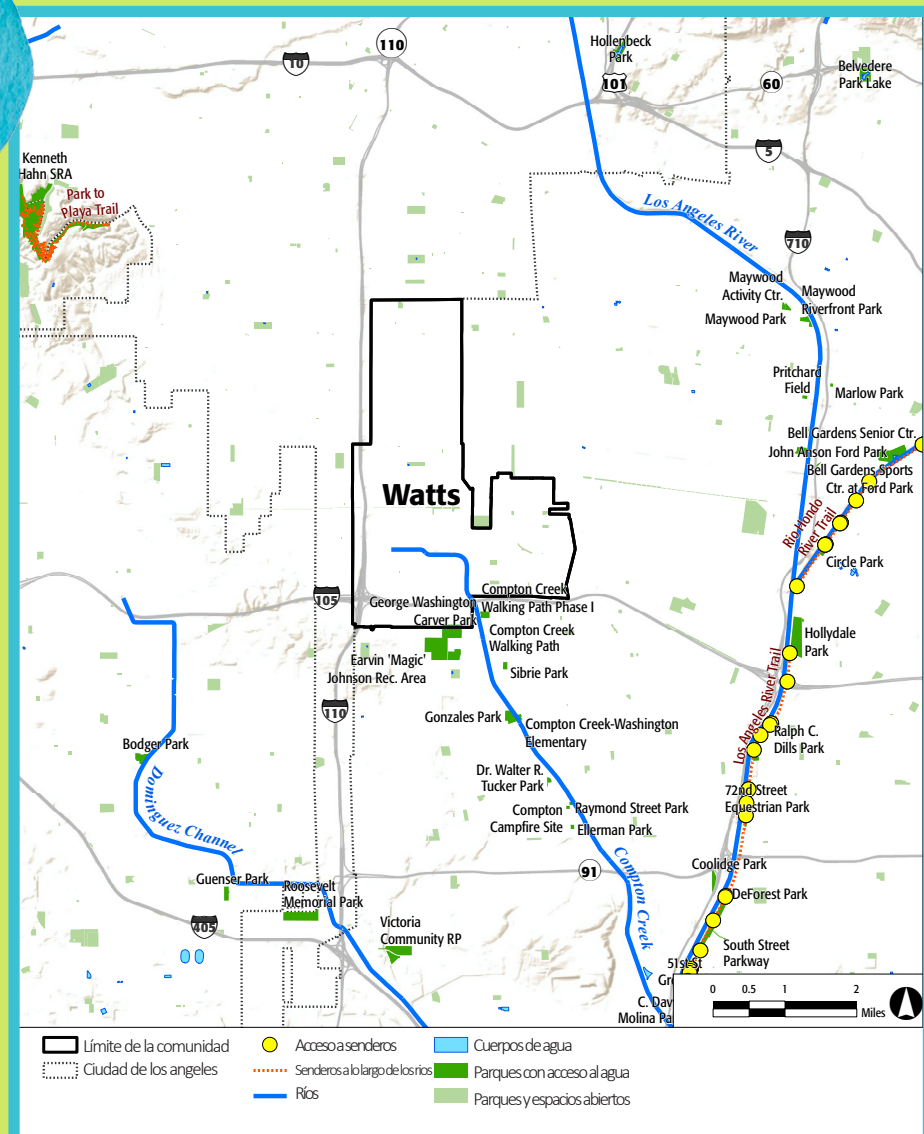 110
10
Hollenbeck
Park
101
60
Belvedere
Park Lake
5
Kenneth
Hahn SRA
Park to
Playa Trail
Los Angeles River
710
Maywood
Activity Ctr.
Maywood
Riverfront Park
Maywood Park
Pritchard
Field
Marlow Park
Bell Gardens Senior Ctr.
John Anson Ford Park
Bell Gardens Sports
Ctr. at Ford Park
Watts
Rio Hondo
River Trail
Circle Park
105
George Washington
Carver Park
Compton Creek
Walking Path Phase I
Compton Creek
Walking Path
Hollydale
Park
Earvin 'Magic'
Johnson Rec. Area
Sibrie Park
Los Angeles River Trail
110
Gonzales Park
Compton Creek-Washington
Elementary
Ralph C.
Dills Park
Bodger Park
Dominguez Channel
Dr. Walter R.
Tucker Park
72nd Street
Equestrian Park
Compton
Campfire Site
Raymond Street Park
Ellerman Park
Compton Creek
91
Coolidge Park
Guenser Park
Roosevelt
Memorial Park
DeForest Park
405
Victoria
Community RP
South Street
Parkway
51st St
Gr
C. Dav
Molina Pa
0 0.5 1 2
Miles
Límite de la comunidad
Ciudad de los angeles
Acceso a senderos
Senderos a lo largo de los rios
Ríos
Cuerpos de agua
Parques con acceso al agua
Parques y espacios abiertos